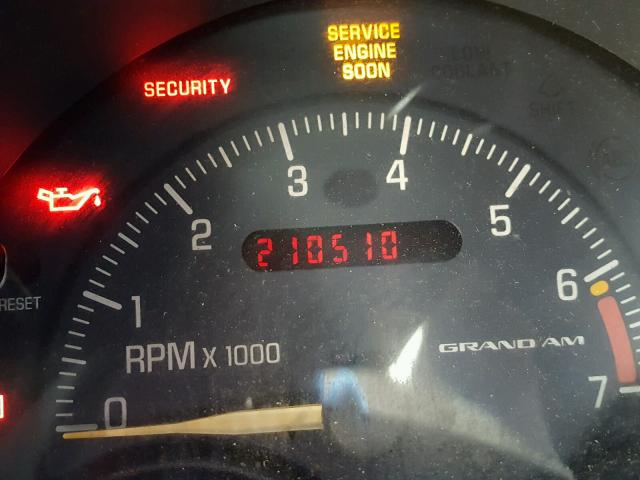 SERVICE
ENGINE
SOON
LOW
COOLANT
SECURITY
SHIFT
3
4
2
5
210510
6
RESET
1
RPM X 1000
GRAND AM
7
0